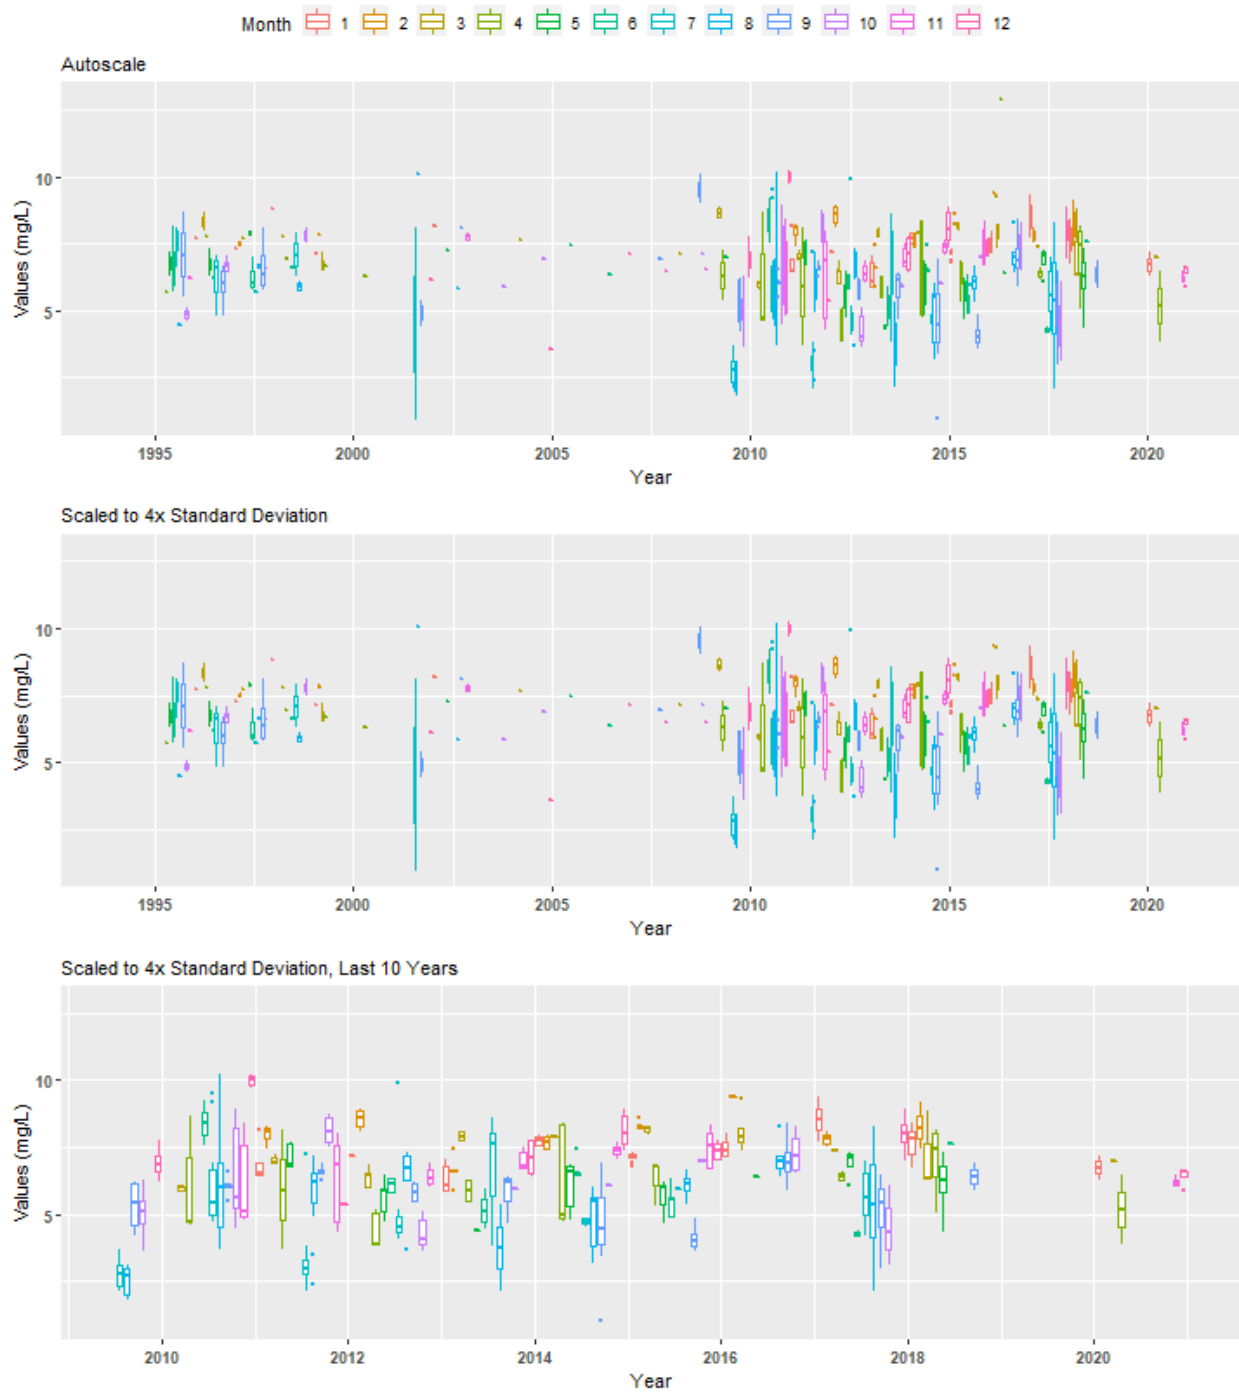 Month 1 2 3 4 5 6 7 8 9 10 11 12
Autoscale
10
5
Values (mg/L)
1995 2000 2005 2010 2015 2020
Year
Scaled to 4x Standard Deviation
10
5
Values (mg/L)
1995 2000 2005 2010 2015 2020
Year
Scaled to 4x Standard Deviation, Last 10 Years
10
5
Values (mg/L)
2010 2012 2014 2016 2018 2020
Year